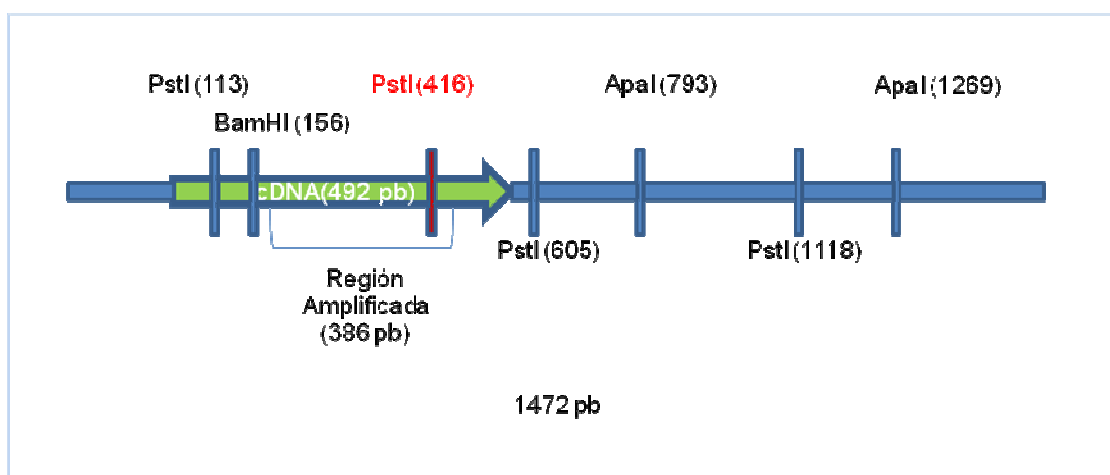 PstI (113)
PstI (416)
ApaI (793)
ApaI (1269)
BamHI (156)
cDNA(492 pb)
PstI (605)
PstI (1118)
Región
Amplificada
(386 pb)
1472 pb